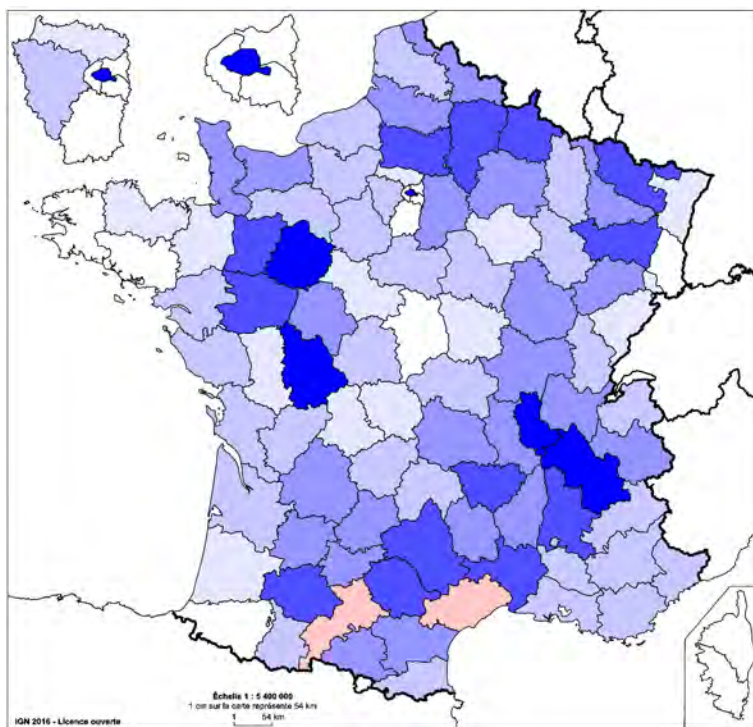 Échelle 1 : 5 400 000
1 cm sur la carte représente 54 km
1 54 km
IGN 2016 - Licence ouverte